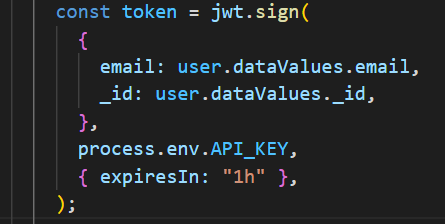 const token = jwt.sign(
{
email: user.dataValues.email,
_id: user.dataValues._id,
},
process.env.API_KEY,
{ expiresIn: "1h" },
);